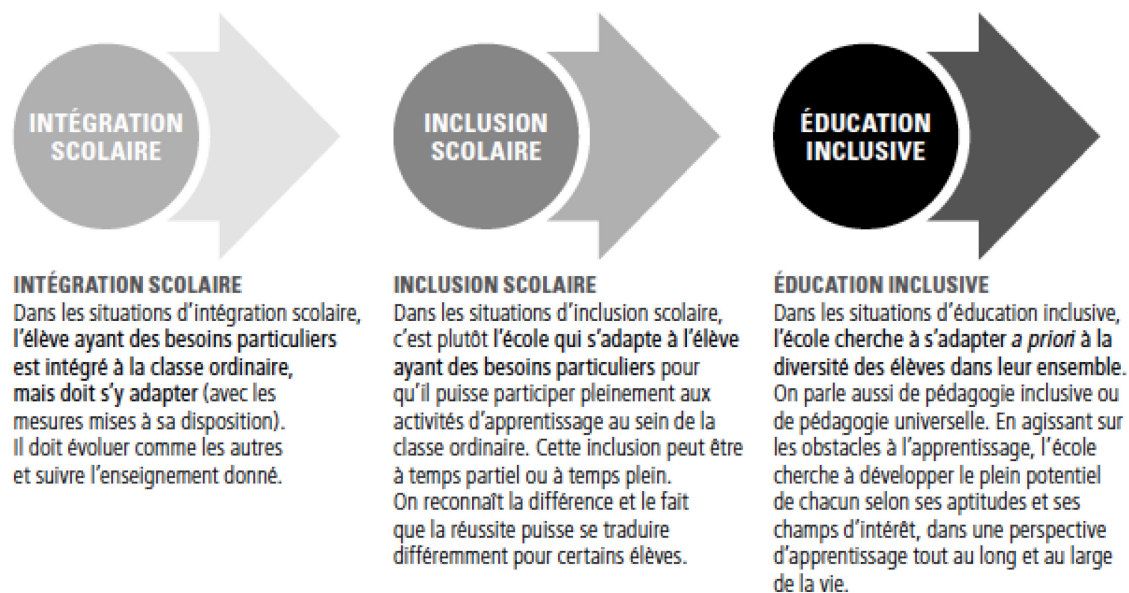 INTÉGRATION
SCOLAIRE
INCLUSION
SCOLAIRE
ÉDUCATION
INCLUSIVE
INTÉGRATION SCOLAIRE
Dans les situations d’intégration scolaire,
l’élève ayant des besoins particuliers
est intégré à la classe ordinaire,
mais doit s’y adapter (avec les
mesures mises à sa disposition).
Il doit évoluer comme les autres
et suivre l’enseignement donné.
INCLUSION SCOLAIRE
Dans les situations d’inclusion scolaire,
c’est plutôt l’école qui s’adapte à l’élève
ayant des besoins particuliers pour
qu’il puisse participer pleinement aux
activités d’apprentissage au sein de la
classe ordinaire. Cette inclusion peut être
à temps partiel ou à temps plein.
On reconnaît la différence et le fait
que la réussite puisse se traduire
différemment pour certains élèves.
ÉDUCATION INCLUSIVE
Dans les situations d’éducation inclusive,
l’école cherche à s’adapter a priori à la
diversité des élèves dans leur ensemble.
On parle aussi de pédagogie inclusive ou
de pédagogie universelle. En agissant sur
les obstacles à l’apprentissage, l’école
cherche à développer le plein potentiel
de chacun selon ses aptitudes et ses
champs d’intérêt, dans une perspective
d’apprentissage tout au long et au large
de la vie.